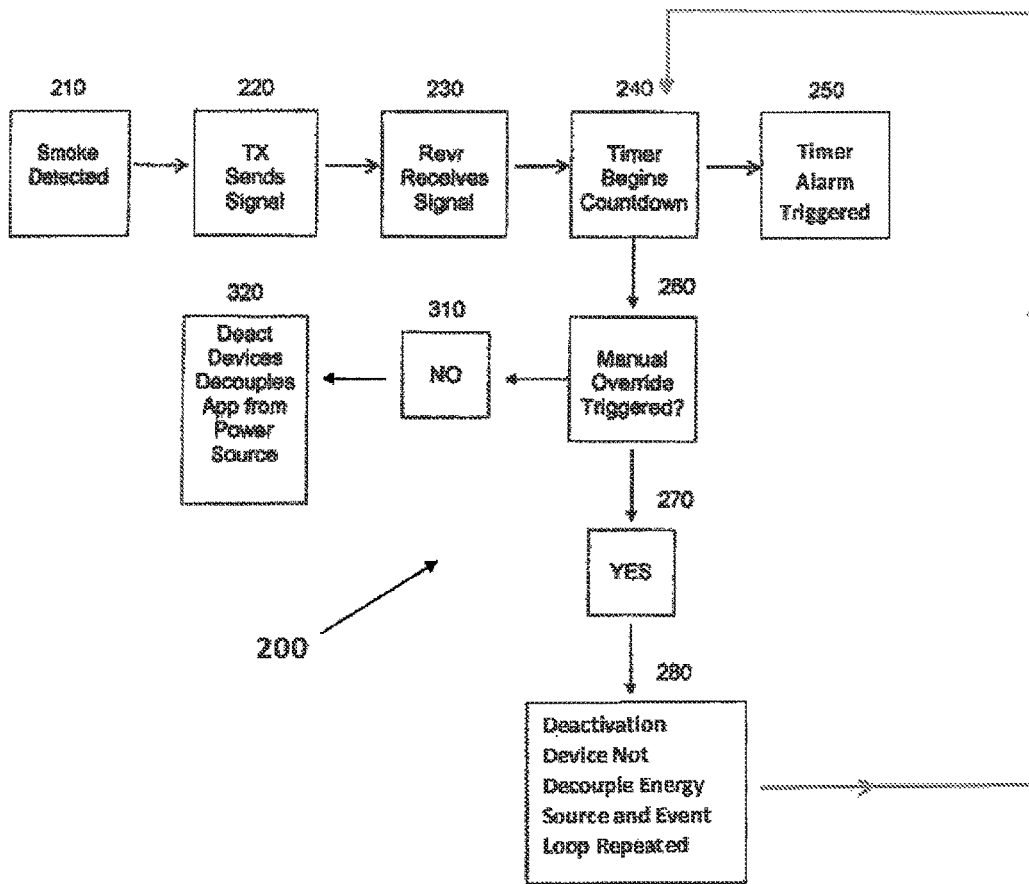 210
220
230
240
250
Smoke
Detected
TX
Sends
Signal
Revr
Receives
Signal
Timer
Begins
Countdown
Timer
Alarm
Triggered
260
320
310
Deact
Devices
Decouples
App from
Power
Source
NO
Manual
Override
Triggered?
270
YES
200
280
Deactivation
Device Not
Decouple Energy
Source and Event
Loop Repeated